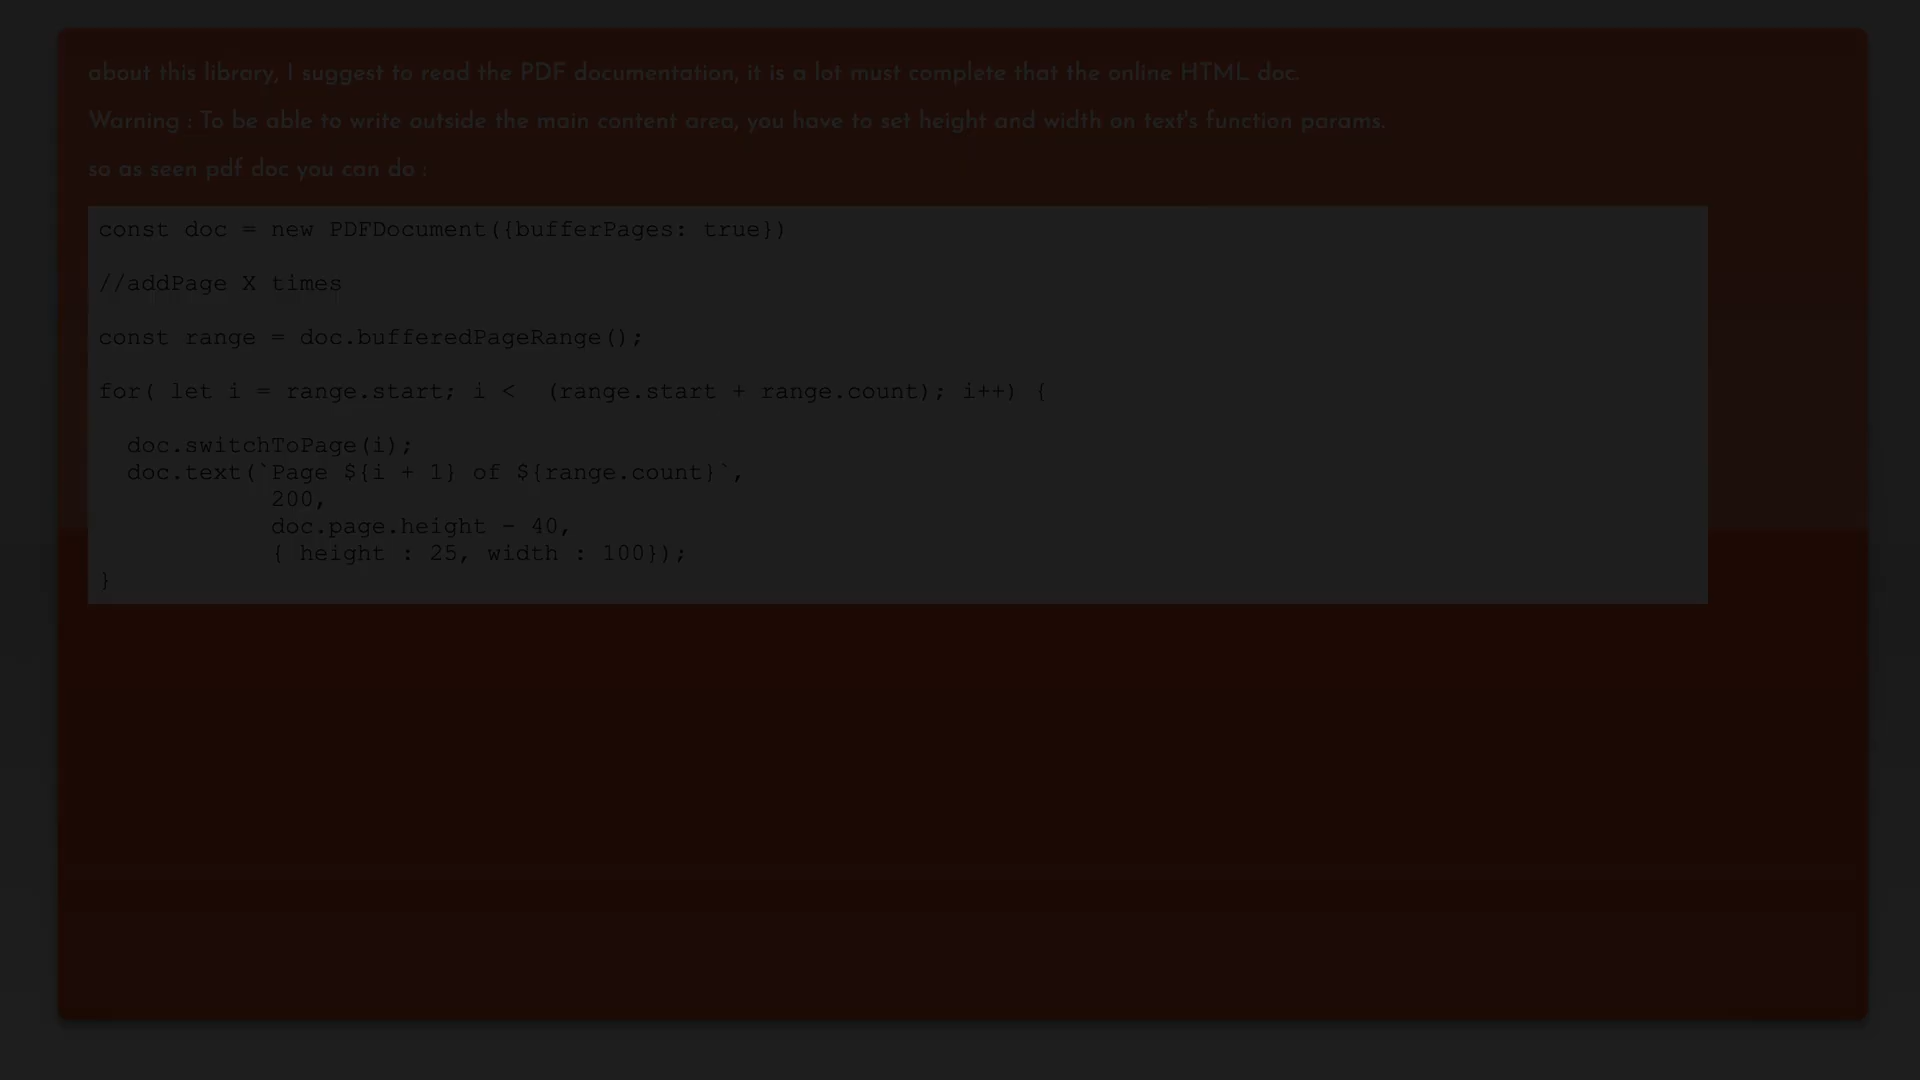 about this library, I suggest to read the PDF documentation, it is a lot must complete that the online HTML doc.
Warning : To be able to write outside the main content area, you have to set height and width on text's function params.
so as seen pdf doc you can do :
const doc = new PDFDocument({bufferPages: true})
//addPage X times
const range = doc.bufferedPageRange();
for( let i = range.start; i <  (range.start + range.count); i++) {
  doc.switchToPage(i);
  doc.text(`Page ${i + 1} of ${range.count}`,
            200,
            doc.page.height - 40,
            { height : 25, width : 100});
}